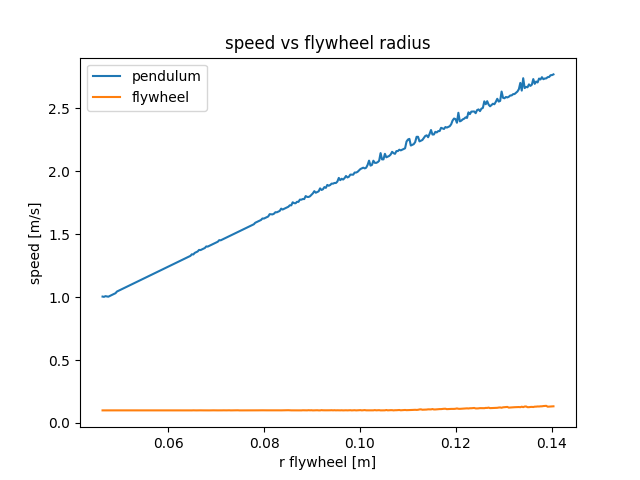 speed vs flywheel radius
pendulum
flywheel
speed [m/s]
2.5
2.0
1.5
1.0
0.5
0.0
0.06
0.08
0.10
0.12
0.14
r flywheel [m]